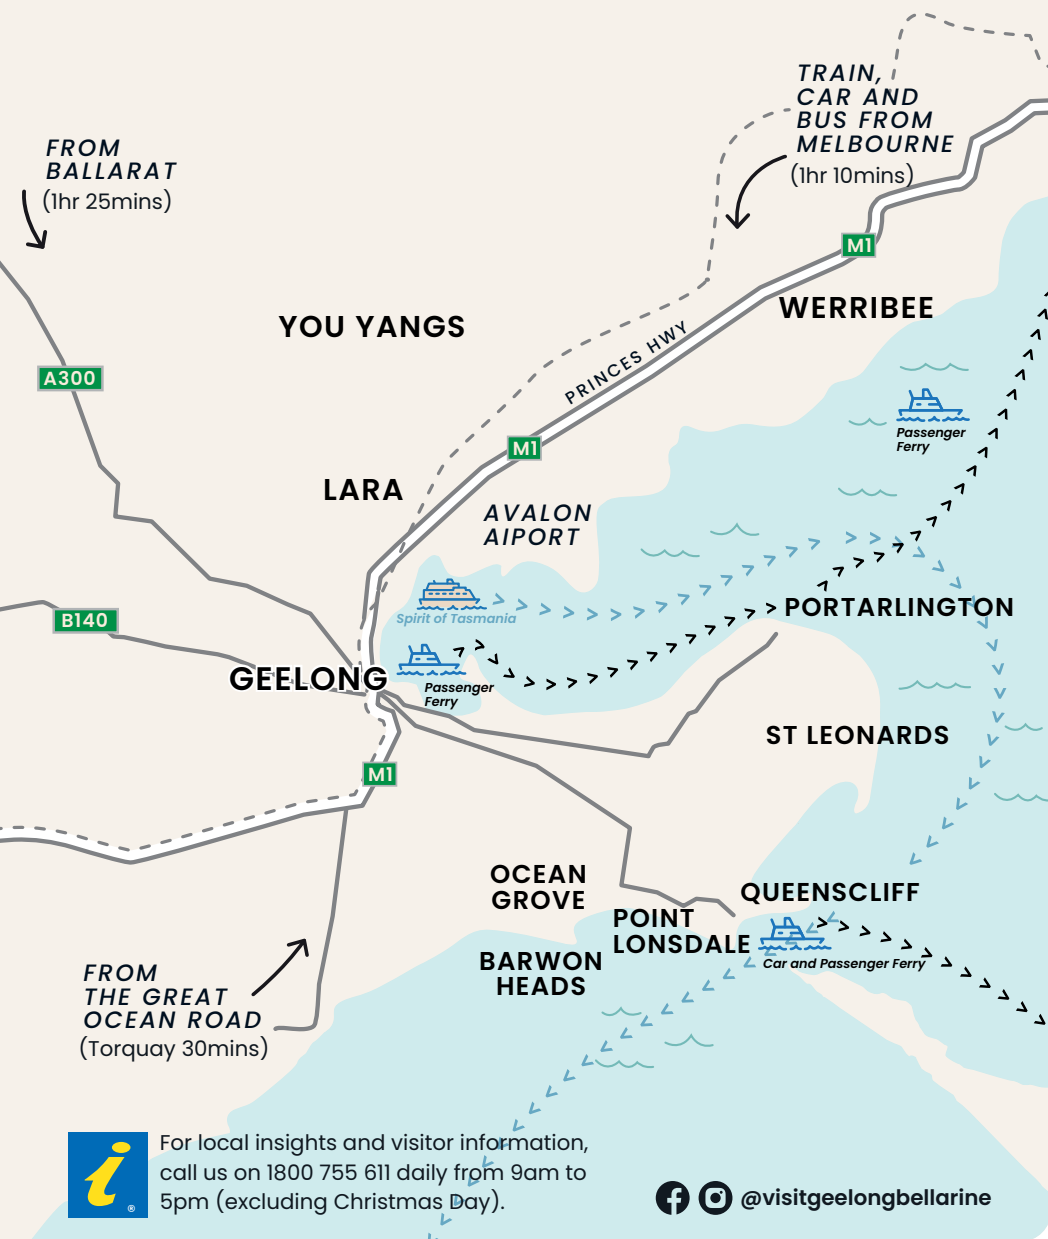 TRAIN,
CAR AND
BUS FROM
MELBOURNE
(1hr 10mins)
FROM
BALLARAT
(1hr 25mins)
M1
WERRIBEE
YOU YANGS
PRINCES HWY
A300
Passenger
Ferry
M1
LARA
AVALON
AIPORT
Spirit of Tasmania
PORTARLINGTON
B140
GEELONG
Passenger
Ferry
ST LEONARDS
M1
OCEAN
GROVE
QUEENSCLIFF
POINT
LONSDALE
BARWON
HEADS
Car and Passenger Ferry
FROM
THE GREAT
OCEAN ROAD
(Torquay 30mins)
i
®
For local insights and visitor information,
call us on 1800 755 611 daily from 9am to
5pm (excluding Christmas Day).
@visitgeelongbellarine